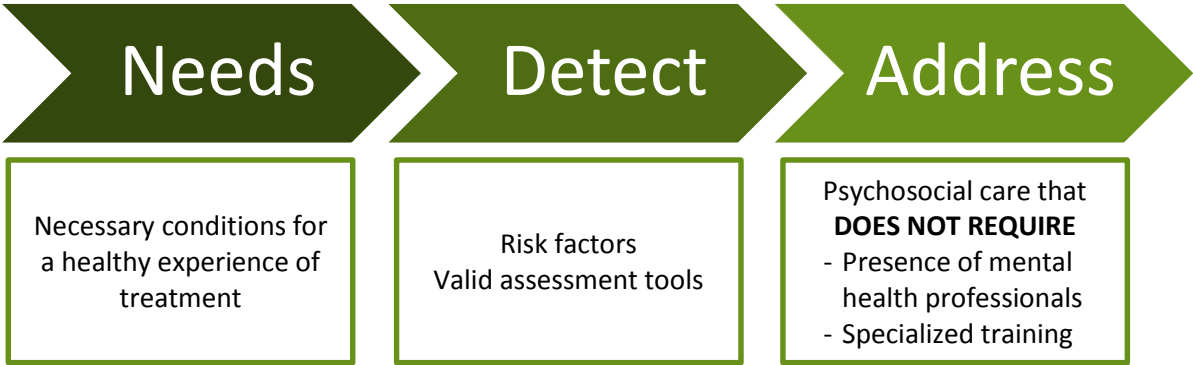 Needs
Detect
Address
Necessary conditions for
a healthy experience of
treatment
Risk factors
Valid assessment tools
Psychosocial care that
DOES NOT REQUIRE
- Presence of mental
health professionals
- Specialized training